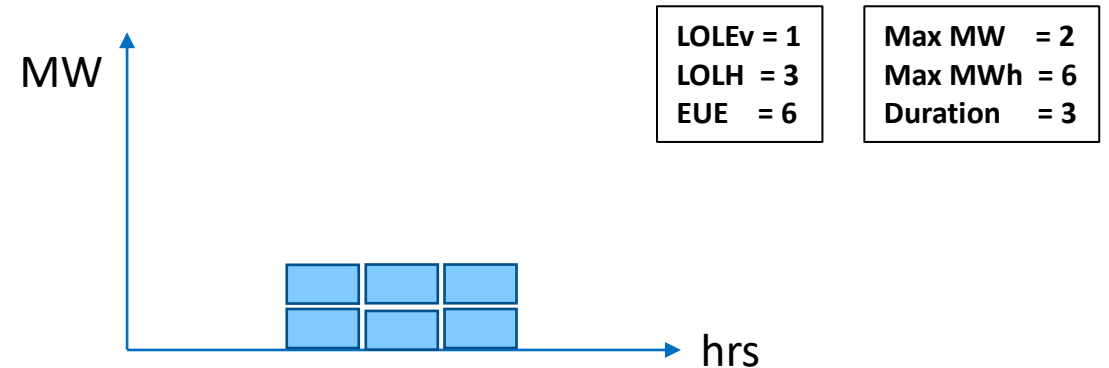 MW
LOLEv = 1
LOLH = 3
EUE = 6
Max MW = 2
Max MWh = 6
Duration = 3
hrs